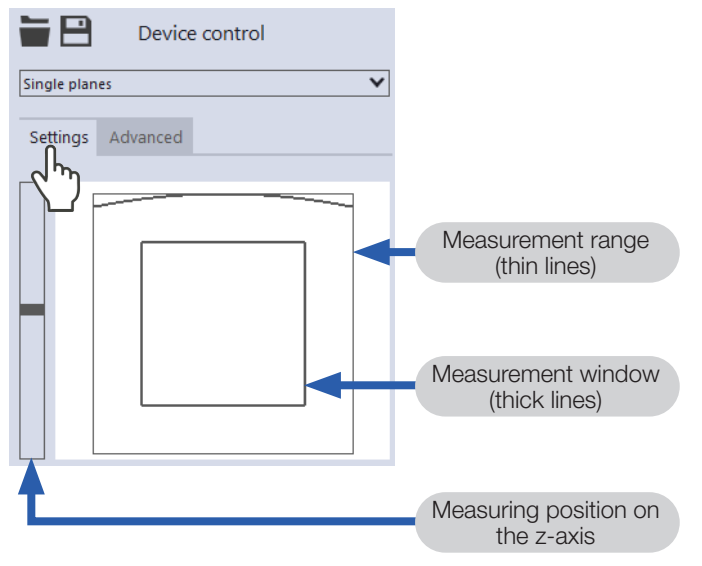 Device control
Single planes
Settings
Advanced
Measurement range
(thin lines)
Measurement window
(thick lines)
Measuring position on
the z-axis